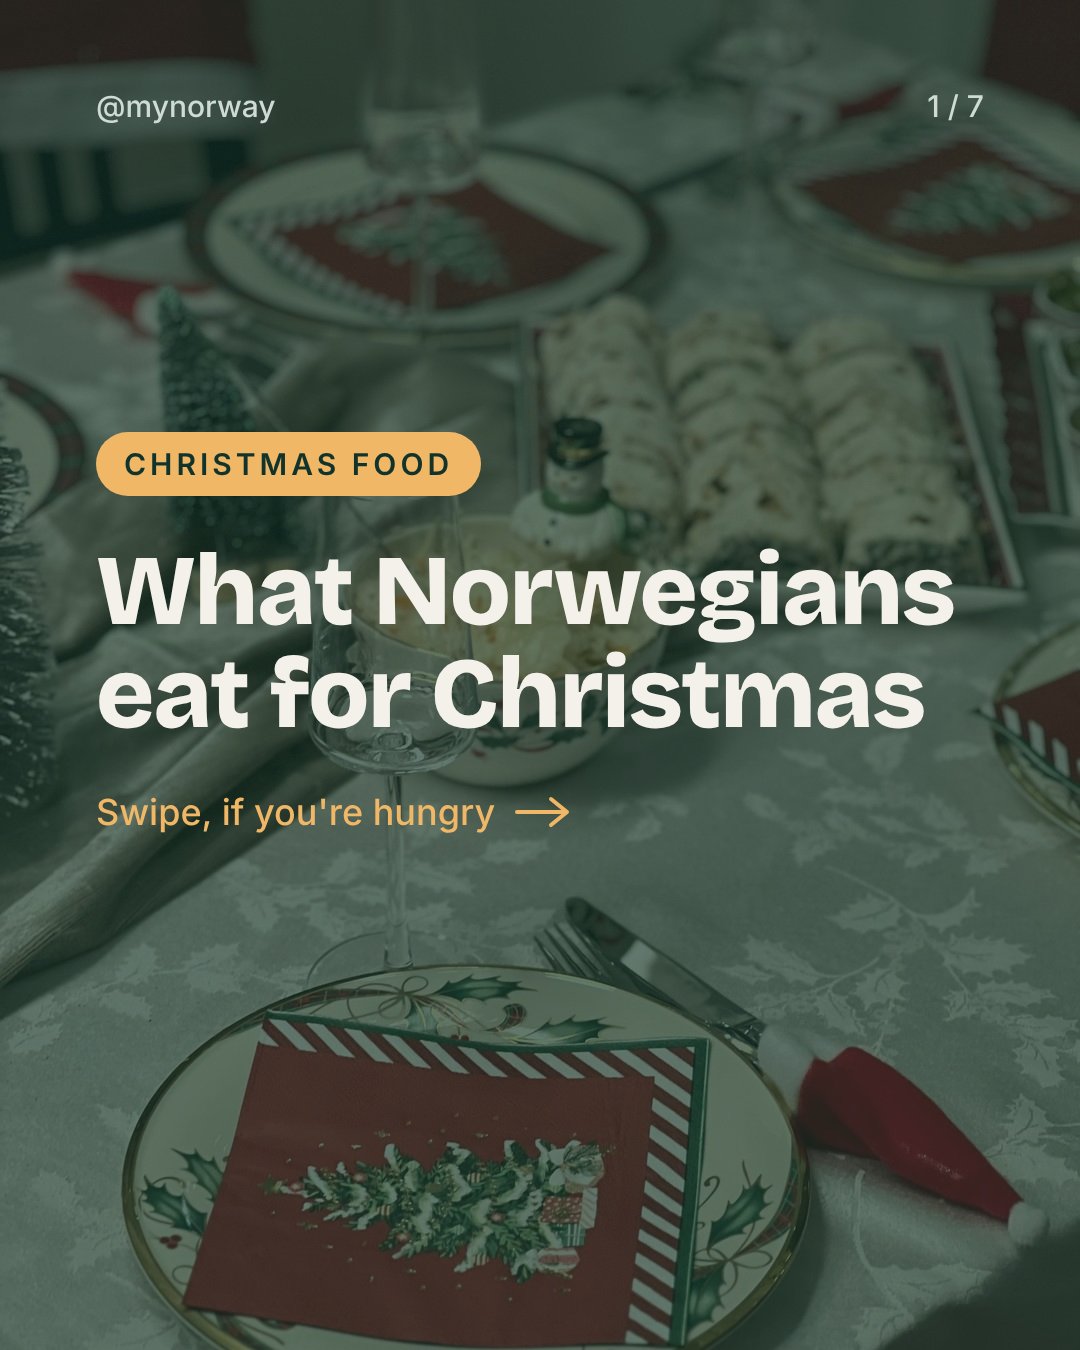 @mynorway
1 / 7
CHRISTMAS FOOD
What Norwegians
eat for Christmas
Swipe, if you're hungry →